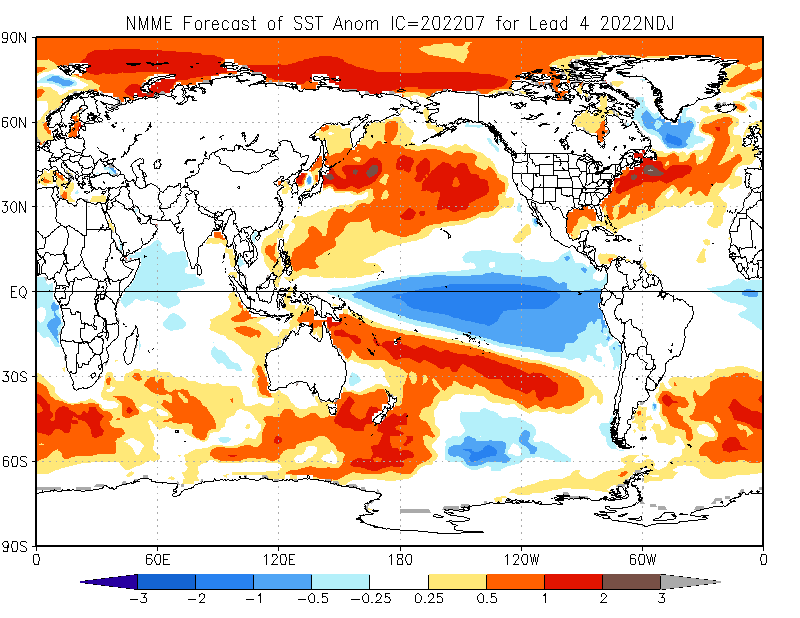 NMME Forecast of SST Anom IC=202207 for Lead 4 2022NDJ
90N
60N
30N
EQ
30S
60S
90S
0 60E 120E 180 120W 60W 0
-3 -2 -1 -0.5 -0.25 0.25 0.5 1 2 3